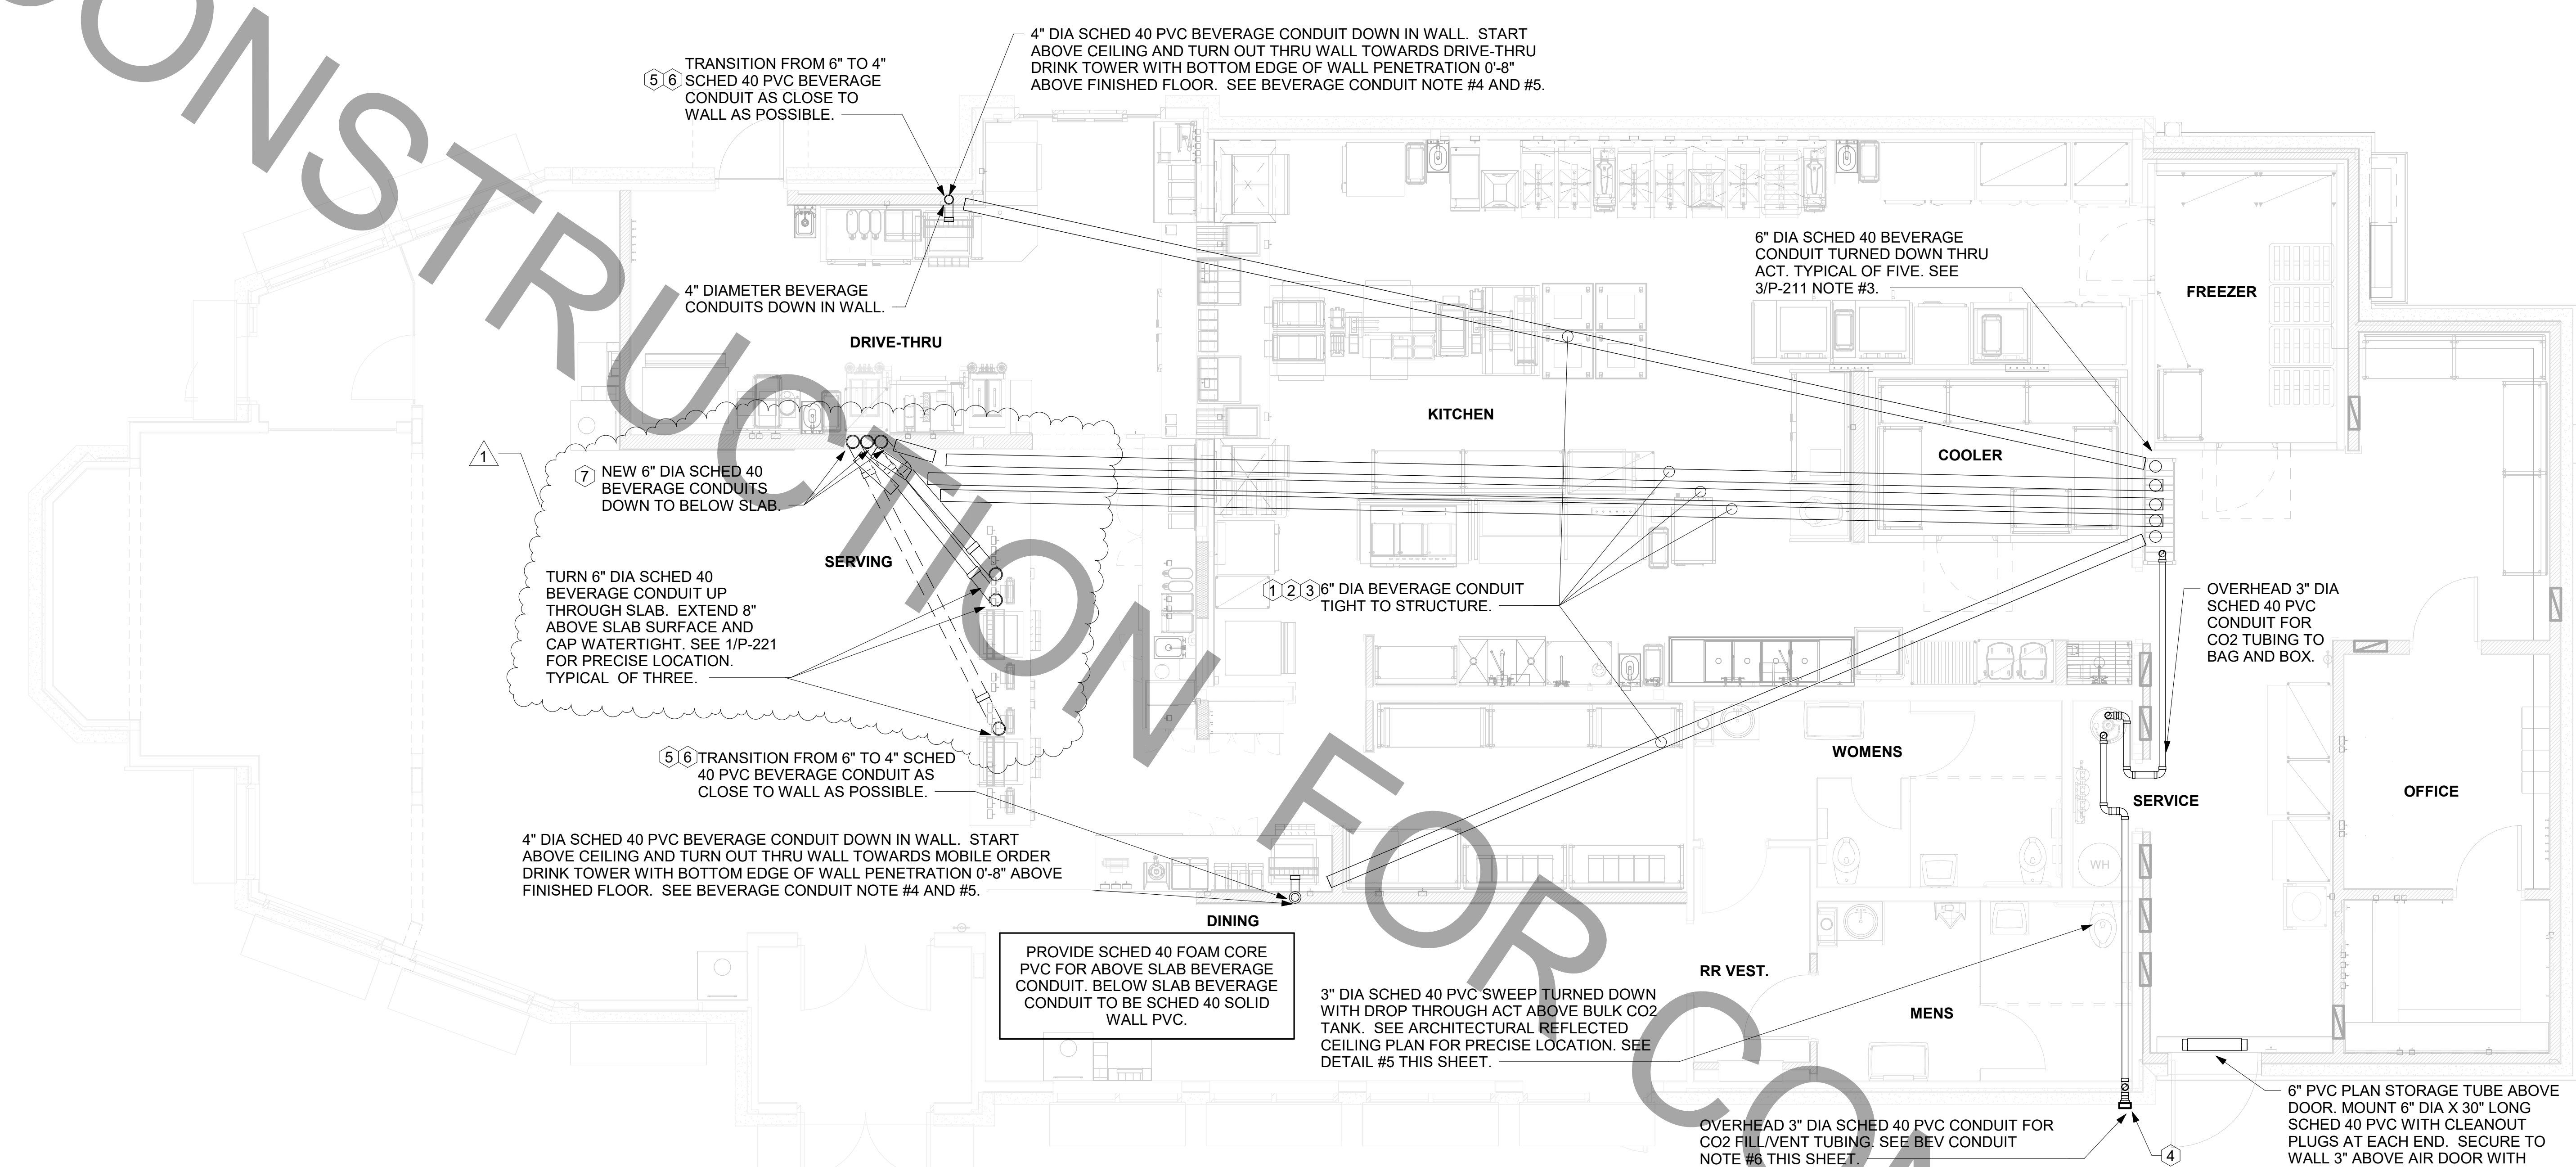 4" DIA SCHED 40 PVC BEVERAGE CONDUIT DOWN IN WALL. START
ABOVE CEILING AND TURN OUT THRU WALL TOWARDS DRIVE-THRU
DRINK TOWER WITH BOTTOM EDGE OF WALL PENETRATION 0'-8"
ABOVE FINISHED FLOOR. SEE BEVERAGE CONDUIT NOTE #4 AND #5.
5 6
TRANSITION FROM 6" TO 4"
SCHED 40 PVC BEVERAGE
CONDUIT AS CLOSE TO
WALL AS POSSIBLE.
4" DIAMETER BEVERAGE
CONDUITS DOWN IN WALL.
DRIVE-THRU
6" DIA SCHED 40 BEVERAGE
CONDUIT TURNED DOWN THRU
ACT. TYPICAL OF FIVE. SEE
3/P-211 NOTE #3.
FREEZER
KITCHEN
COOLER
1
7
NEW 6" DIA SCHED 40
BEVERAGE CONDUITS
DOWN TO BELOW SLAB.
SERVING
TURN 6" DIA SCHED 40
BEVERAGE CONDUIT UP
THROUGH SLAB. EXTEND 8"
ABOVE SLAB SURFACE AND
CAP WATERTIGHT. SEE 1/P-221
FOR PRECISE LOCATION.
TYPICAL OF THREE.
1 2 3
6" DIA BEVERAGE CONDUIT
TIGHT TO STRUCTURE.
OVERHEAD 3" DIA
SCHED 40 PVC
CONDUIT FOR
CO2 TUBING TO
BAG AND BOX.
5 6
TRANSITION FROM 6" TO 4" SCHED
40 PVC BEVERAGE CONDUIT AS
CLOSE TO WALL AS POSSIBLE.
WOMENS
SERVICE
OFFICE
WH
4" DIA SCHED 40 PVC BEVERAGE CONDUIT DOWN IN WALL. START
ABOVE CEILING AND TURN OUT THRU WALL TOWARDS MOBILE ORDER
DRINK TOWER WITH BOTTOM EDGE OF WALL PENETRATION 0'-8" ABOVE
FINISHED FLOOR. SEE BEVERAGE CONDUIT NOTE #4 AND #5.
DINING
PROVIDE SCHED 40 FOAM CORE
PVC FOR ABOVE SLAB BEVERAGE
CONDUIT. BELOW SLAB BEVERAGE
CONDUIT TO BE SCHED 40 SOLID
WALL PVC.
RR VEST.
3" DIA SCHED 40 PVC SWEEP TURNED DOWN
WITH DROP THROUGH ACT ABOVE BULK CO2
TANK. SEE ARCHITECTURAL REFLECTED
CEILING PLAN FOR PRECISE LOCATION. SEE
DETAIL #5 THIS SHEET.
MENS
OVERHEAD 3" DIA SCHED 40 PVC CONDUIT FOR
CO2 FILL/VENT TUBING. SEE BEV CONDUIT
NOTE #6 THIS SHEET.
4
6" PVC PLAN STORAGE TUBE ABOVE
DOOR. MOUNT 6" DIA X 30" LONG
SCHED 40 PVC WITH CLEANOUT
PLUGS AT EACH END. SECURE TO
WALL 3" ABOVE AIR DOOR WITH
CONSTRUCTION FOR CO